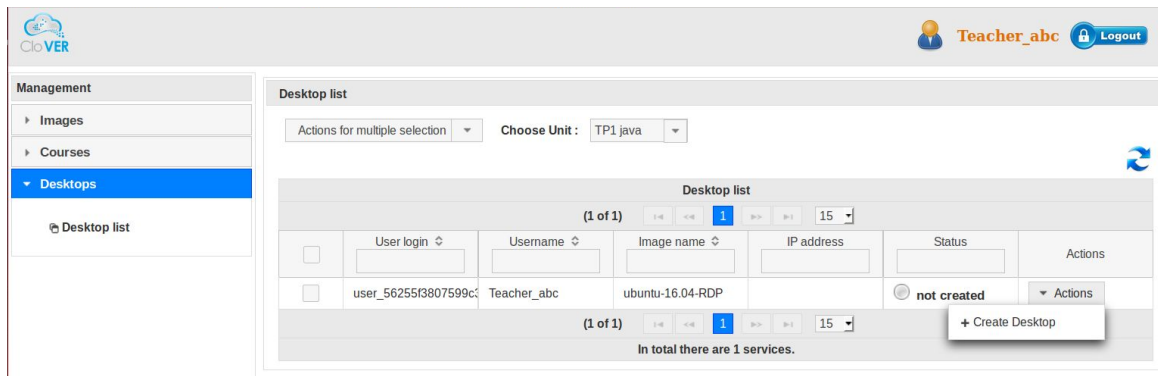 CloVER
Teacher_abc Logout
Management
Images
Courses
Desktops
Desktop list
Desktop list
Actions for multiple selection Choose Unit : TP1 java
Desktop list
(1 of 1) 1 15
User login Username Image name IP address Status Actions
user_56255f3807599c3 Teacher_abc ubuntu-16.04-RDP not created Actions
(1 of 1) 1 15
+ Create Desktop
In total there are 1 services.